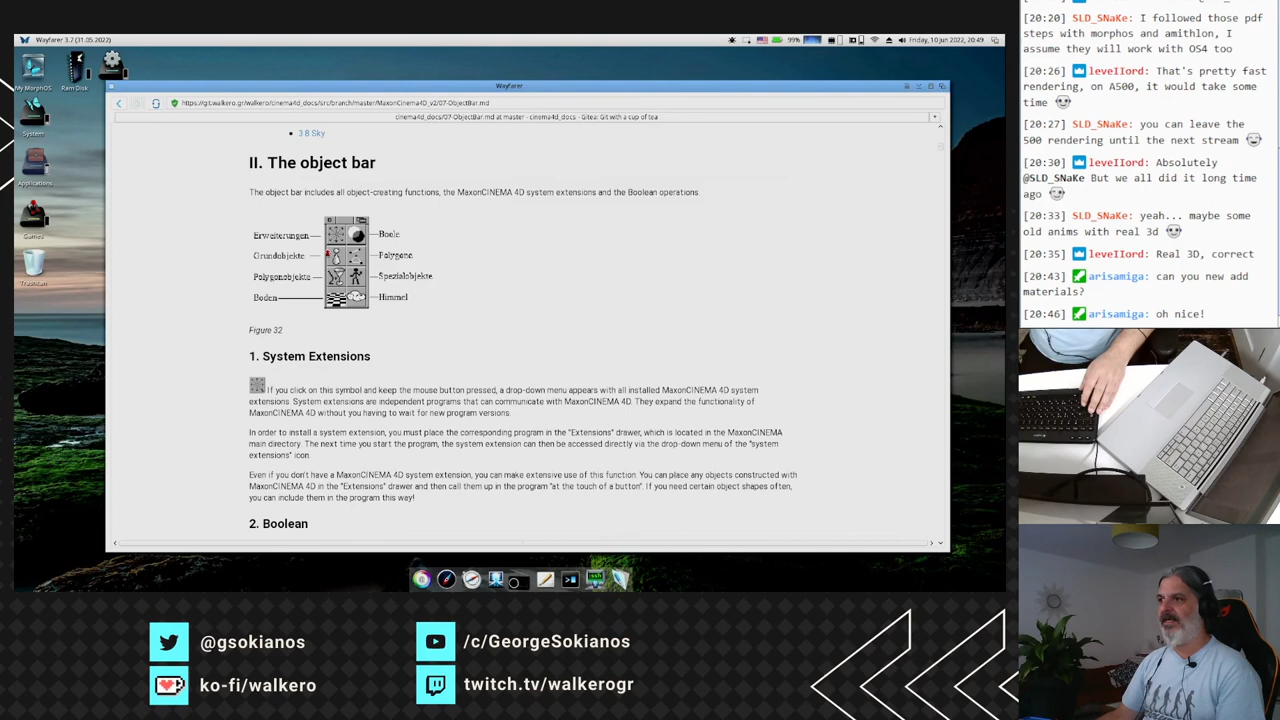 Wayfarer 3.7 (31.05.2022)
99%
Friday, 10 Jun 2022, 20:49
My MorphOS
Ram Disk
System
Applications
Games
Trashcan
Wayfarer
https://git.walkero.gr/walkero/cinema4d_docs/src/branch/master/MaxonCinema4D_v2/07-ObjectBar.md
cinema4d_docs/07-ObjectBar.md at master - cinema4d_docs - Gitea: Git with a cup of tea
3 8 Sky
II. The object bar
The object bar includes all object-creating functions, the MaxonCINEMA 4D system extensions and the Boolean operations.
Erweiterungen
Boole
Grundobjekte
Polygone
Polygonobjekte
Spezialobjekte
Boden
Himmel
Figure 32
1. System Extensions
If you click on this symbol and keep the mouse button pressed, a drop-down menu appears with all installed MaxonCINEMA 4D system
extensions. System extensions are independent programs that can communicate with MaxonCINEMA 4D. They expand the functionality of
MaxonCINEMA 4D without you having to wait for new program versions.
In order to install a system extension, you must place the corresponding program in the "Extensions" drawer, which is located in the MaxonCINEMA
main directory. The next time you start the program, the system extension can then be accessed directly via the drop-down menu of the "system
extensions" icon.
Even if you don't have a MaxonCINEMA 4D system extension, you can make extensive use of this function. You can place any objects constructed with
MaxonCINEMA 4D in the "Extensions" drawer and then call them up in the program "at the touch of a button". If you need certain object shapes often,
you can include them in the program this way!
2. Boolean
ssh
[20:20] SLD_SNaKe: I followed those pdf
steps with morphos and amithlon, I
assume they will work with OS4 too
[20:26] leveIIord: That's pretty fast
rendering, on A500, it would take some
time
[20:27] SLD_SNaKe: you can leave the
500 rendering until the next stream
[20:30] leveIIord: Absolutely
@SLD_SNaKe But we all did it long time
ago
[20:33] SLD_SNaKe: yeah... maybe some
old anims with real 3d
[20:35] leveIIord: Real 3D, correct
[20:43] arisamiga: can you new add
materials?
[20:46] arisamiga: oh nice!
@gsokianos
/c/GeorgeSokianos
ko-fi/walkero
twitch.tv/walkerogr